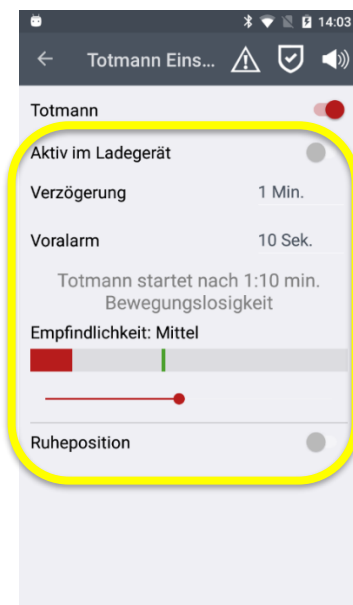 14:03
Totmann Eins...
Totmann
Aktiv im Ladegerät
Verzögerung 1 Min.
Voralarm 10 Sek.
Totmann startet nach 1:10 min.
Bewegungslosigkeit
Empfindlichkeit: Mittel
Ruheposition